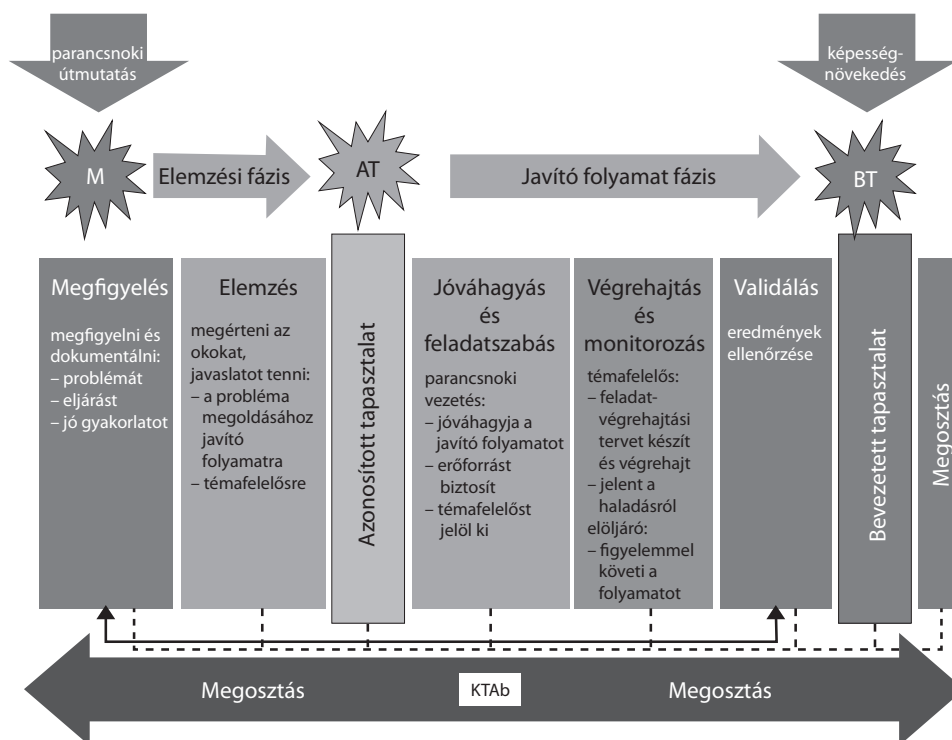 parancsnoki
útmutatás
képesség-
növekedés
M
Elemzési fázis
AT
Javító folyamat fázis
BT
Megfigyelés
megfigyelni és
dokumentálni:
– problémát
– eljárást
– jó gyakorlatot
Elemzés
megérteni az
okokat,
javaslatot tenni:
– a probléma
megoldásához
javító
folyamatra
– témafelelősre
Azonosított tapasztalat
Jóváhagyás
és
feladatszabás
parancsnoki
vezetés:
– jóváhagyja a
javító folyamatot
– erőforrást
biztosít
– témafelelőst
jelöl ki
Végrehajtás
és
monitorozás
témafelelős:
– feladat-
végrehajtási
tervet készít
és végrehajt
– jelent a
haladásról
elöljáró:
– figyelemmel
követi a
folyamatot
Validálás
eredmények
ellenőrzése
Bevezetett tapasztalat
Megosztás
Megosztás
KTAb
Megosztás